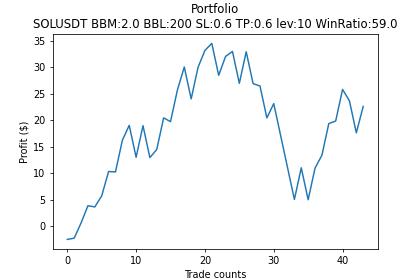 Portfolio
SOLUSDT BBM:2.0 BBL:200 SL:0.6 TP:0.6 lev:10 WinRatio:59.0
35
30
25
20
15
10
5
0
Profit ($)
0 10 20 30 40
Trade counts